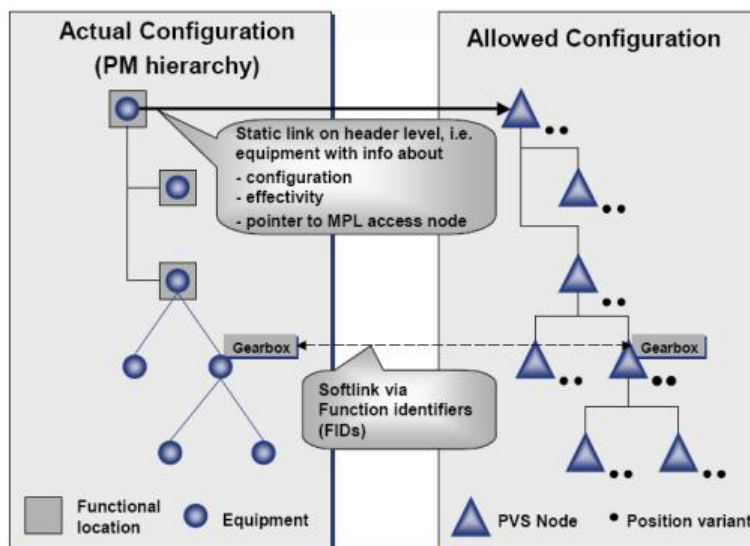 Actual Configuration
(PM hierarchy)
Allowed Configuration
Static link on header level, i.e.
equipment with info about
- configuration
- effectivity
- pointer to MPL access node
Gearbox
Gearbox
Softlink via
Function identifiers
(FIDs)
Functional
location
Equipment
PVS Node
Position variant